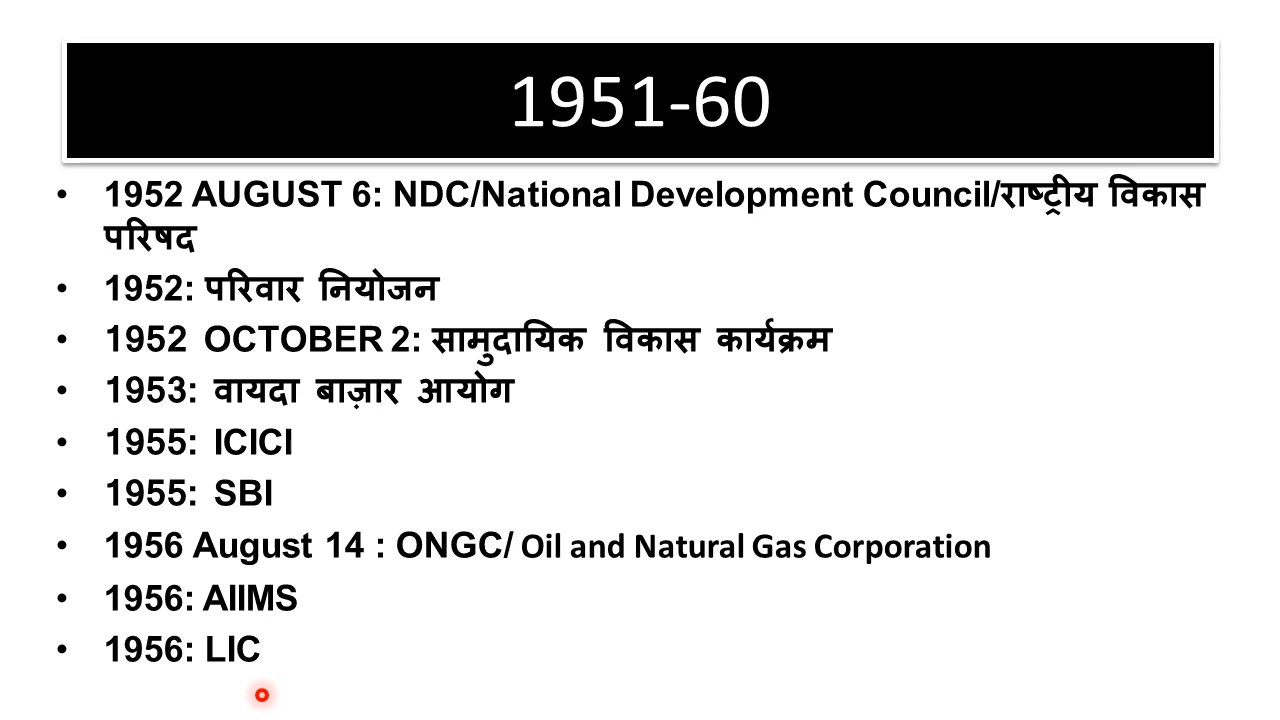 1951-60
• 1952 AUGUST 6: NDC/National Development Council/राष्ट्रीय विकास
परिषद
• 1952: परिवार नियोजन
• 1952 OCTOBER 2: सामुदायिक विकास कार्यक्रम
• 1953: वायदा बाज़ार आयोग
• 1955: ICICI
• 1955: SBI
• 1956 August 14 : ONGC/ Oil and Natural Gas Corporation
• 1956: AIIMS
• 1956: LIC